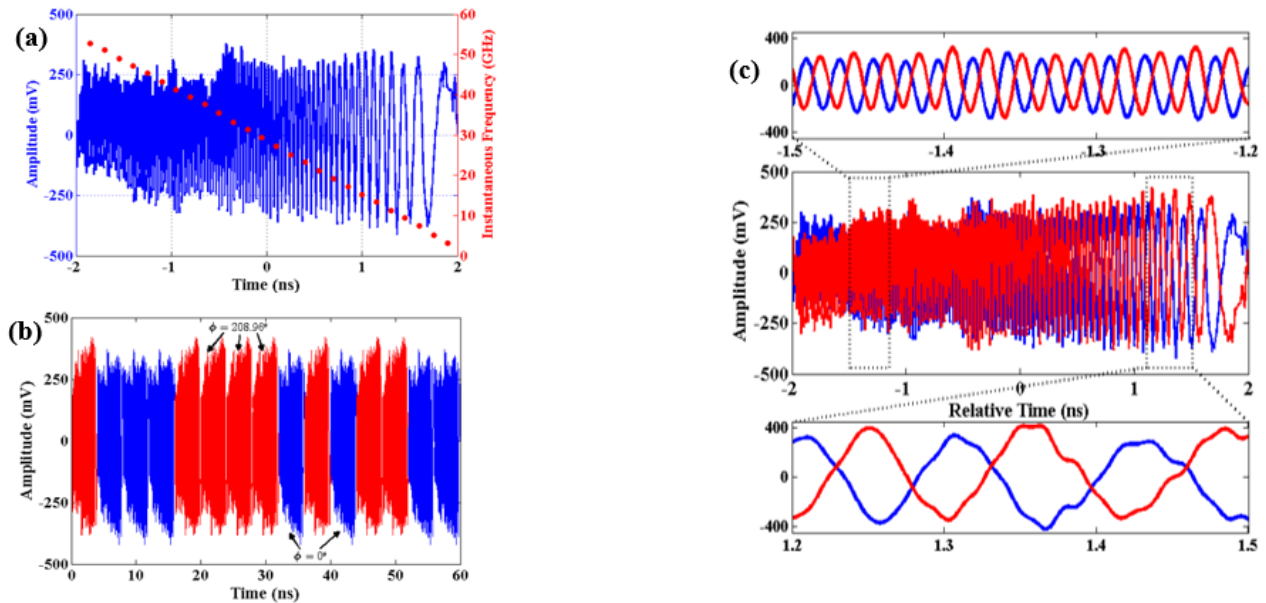 (a)
500
250
0
-250
-500
Amplitude (mV)
60
50
40
30
20
10
0
Instantaneous Frequency (GHz)
-2 -1 0 1 2
Time (ns)
(b)
500
250
0
-250
-500
Amplitude (mV)
ϕ = 208.96°
ϕ = 0°
0 10 20 30 40 50 60
Time (ns)
(c)
400
0
-400
-1.5 -1.4 -1.3 -1.2
500
250
0
-250
-500
Amplitude (mV)
-2 -1 0 1 2
Relative Time (ns)
400
0
-400
1.2 1.3 1.4 1.5